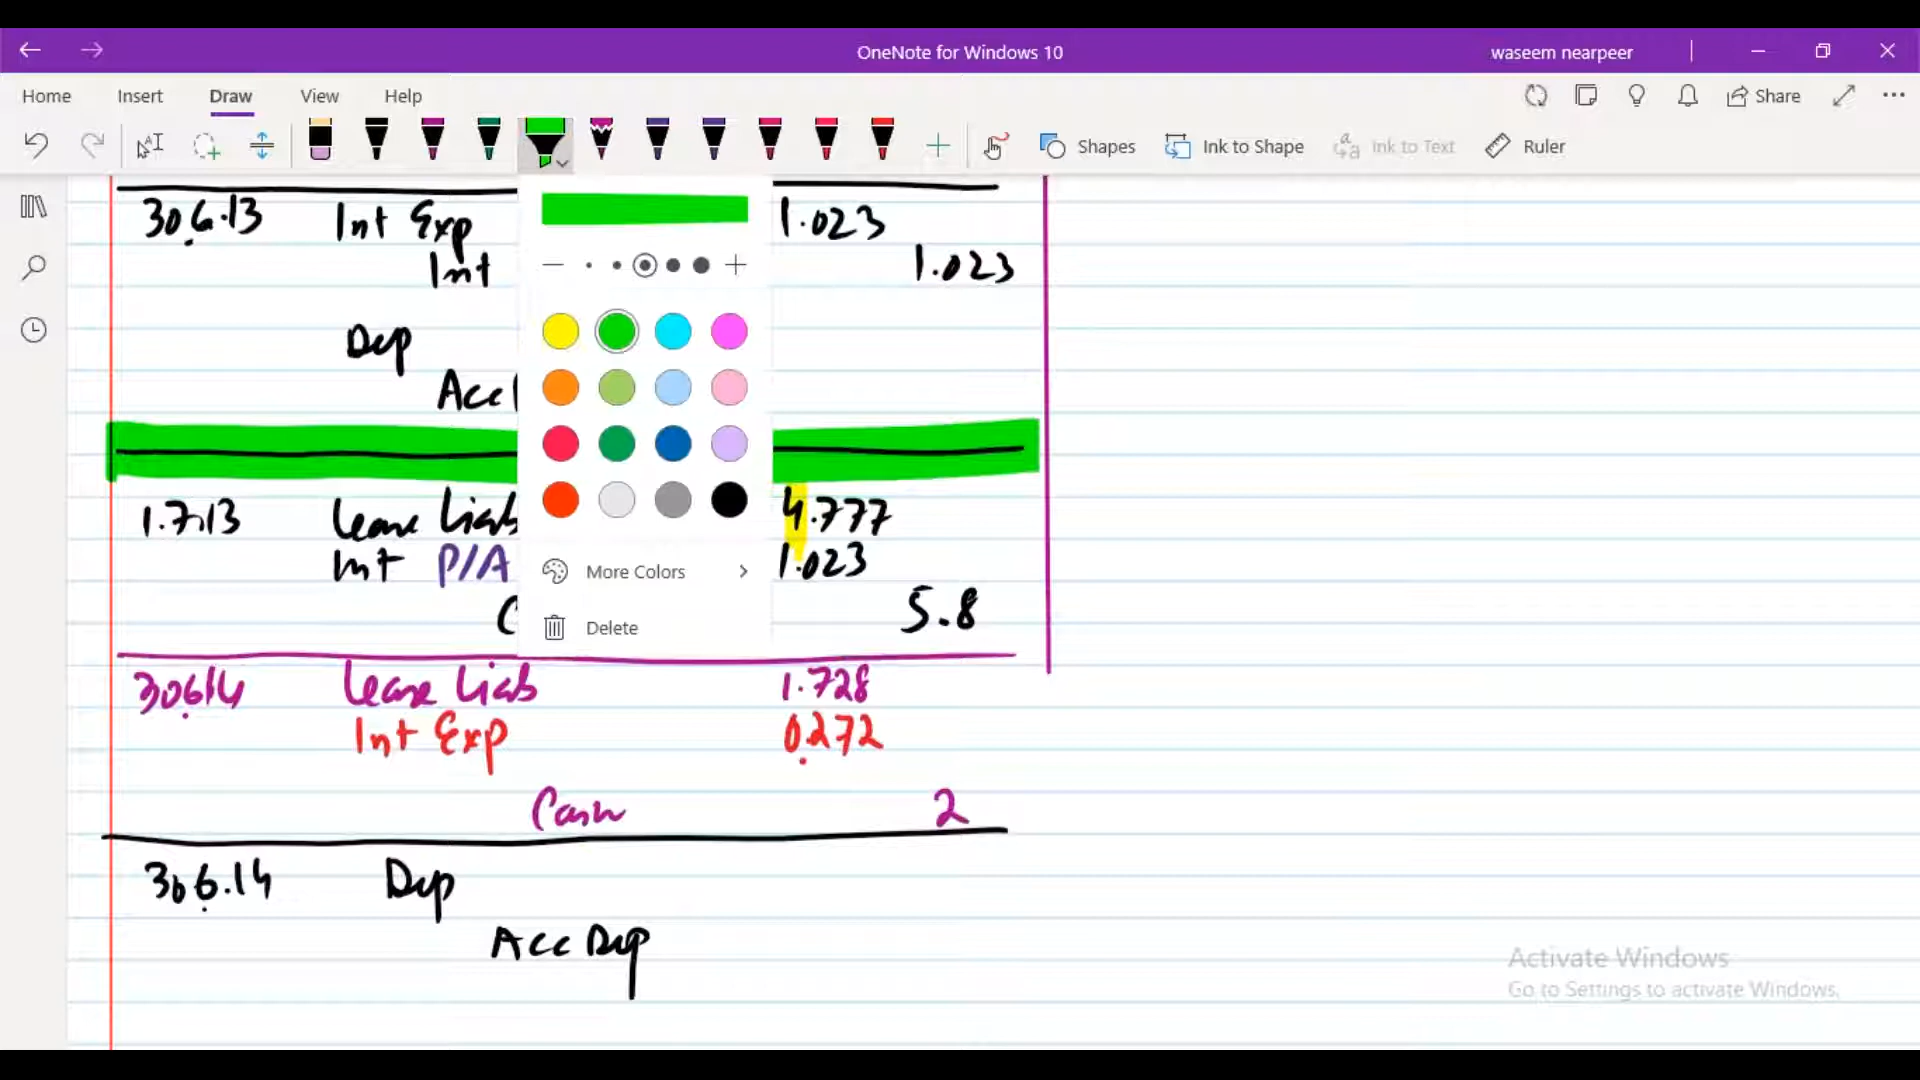 OneNote for Windows 10 waseem nearpeer
Home Insert Draw View Help Share
Shapes Ink to Shape Ink to Text Ruler
30.6.13 Int Exp 1.023
Int 1.023
Dep
Acc
1.7.13 Lease Liab 4.777
Int P/A 1.023
C 5.8
More Colors
Delete
30.6.14 Lease Liab 1.728
Int Exp 0.272
Cash 2
30.6.14 Dep
Acc Dep
Activate Windows
Go to Settings to activate Windows.